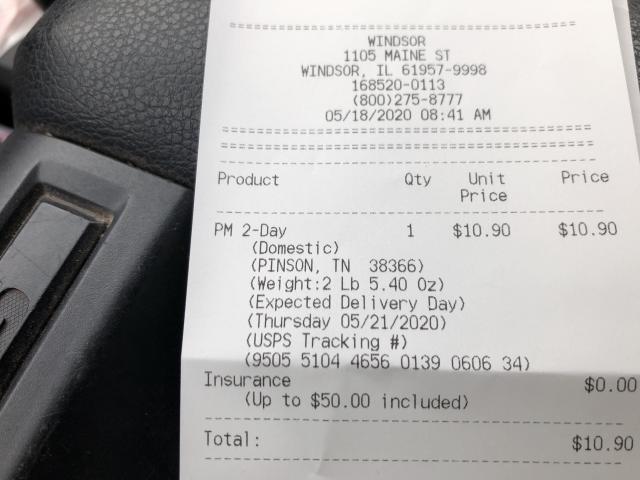 WINDSOR
1105 MAINE ST
WINDSOR, IL 61957-9998
168520-0113
(800)275-8777
05/18/2020 08:41 AM
Product Qty Unit Price
Price
PM 2-Day 1 $10.90 $10.90
(Domestic)
(PINSON, TN 38366)
(Weight:2 Lb 5.40 Oz)
(Expected Delivery Day)
(Thursday 05/21/2020)
(USPS Tracking #)
(9505 5104 4656 0139 0606 34)
Insurance $0.00
(Up to $50.00 included)
Total: $10.90